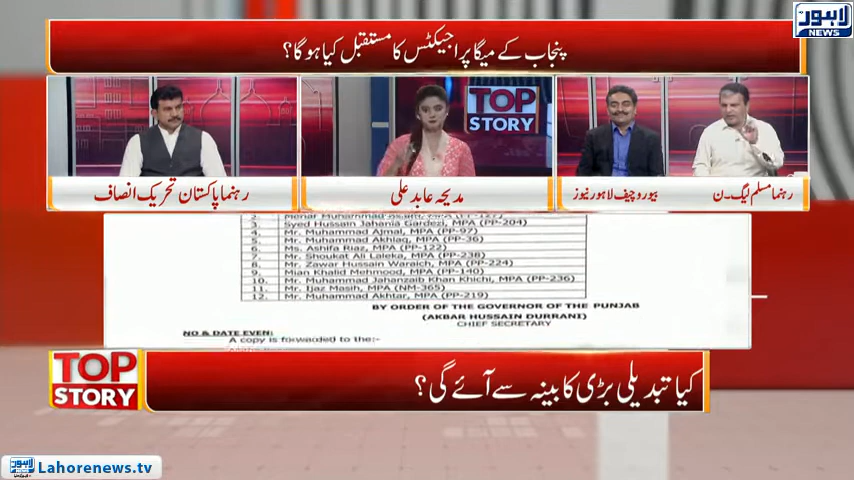 لاہور
NEWS
پنجاب کے میگا پراجیکٹس کا مستقبل کیا ہوگا؟
TOP
STORY
رہنما پاکستان تحریک انصاف
مدیحہ عابد علی
بیورو چیف لاہور نیوز
رہنما مسلم لیگ۔ن
2.
3. Syed Hussain Jahania Gardezi, MPA (PP-204)
4. Mr. Muhammad Ajmal, MPA (PP-97)
5. Mr. Muhammad Akhlaq, MPA (PP-36)
6. Ms. Ashifa Riaz, MPA (PP-122)
7. Mr. Shoukat Ali Laleka, MPA (PP-238)
8. Mr. Zawar Hussain Waraich, MPA (PP-224)
9. Mian Khalid Mehmood, MPA (PP-140)
10. Mr. Muhammad Jahanzaib Khan Khichi, MPA (PP-236)
11. Mr. Ijaz Masih, MPA (NM-365)
12. Mr. Muhammad Akhtar, MPA (PP-219)
BY ORDER OF THE GOVERNOR OF THE PUNJAB
(AKBAR HUSSAIN DURRANI)
CHIEF SECRETARY
NO & DATE EVEN:
A copy is forwarded to the:-
TOP
STORY
کیا تبدیلی بڑی کابینہ سے آئے گی؟
لاہور
Lahorenews.tv